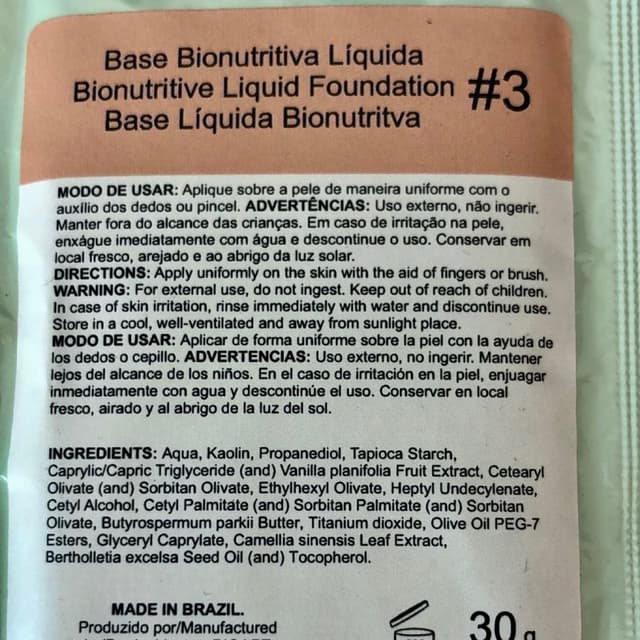 Base Bionutritiva Líquida
Bionutritive Liquid Foundation #3
Base Líquida Bionutritva
MODO DE USAR: Aplique sobre a pele de maneira uniforme com o
auxílio dos dedos ou pincel. ADVERTÊNCIAS: Uso externo, não ingerir.
Manter fora do alcance das crianças. Em caso de irritação na pele,
enxágue imediatamente com água e descontinue o uso. Conservar em
local fresco, arejado e ao abrigo da luz solar.
DIRECTIONS: Apply uniformly on the skin with the aid of fingers or brush.
WARNING: For external use, do not ingest. Keep out of reach of children.
In case of skin irritation, rinse immediately with water and discontinue use.
Store in a cool, well-ventilated and away from sunlight place.
MODO DE USAR: Aplicar de forma uniforme sobre la piel con la ayuda de
los dedos o cepillo. ADVERTENCIAS: Uso externo, no ingerir. Mantener
lejos del alcance de los niños. En el caso de irritación en la piel, enjuagar
inmediatamente con agua y descontinúe el uso. Conservar en local
fresco, airado y al abrigo de la luz del sol.
INGREDIENTS: Aqua, Kaolin, Propanediol, Tapioca Starch,
Caprylic/Capric Triglyceride (and) Vanilla planifolia Fruit Extract, Cetearyl
Olivate (and) Sorbitan Olivate, Ethylhexyl Olivate, Heptyl Undecylenate,
Cetyl Alcohol, Cetyl Palmitate (and) Sorbitan Palmitate (and) Sorbitan
Olivate, Butyrospermum parkii Butter, Titanium dioxide, Olive Oil PEG-7
Esters, Glyceryl Caprylate, Camellia sinensis Leaf Extract,
Bertholletia excelsa Seed Oil (and) Tocopherol.
MADE IN BRAZIL.
Produzido por/Manufactured
30 g